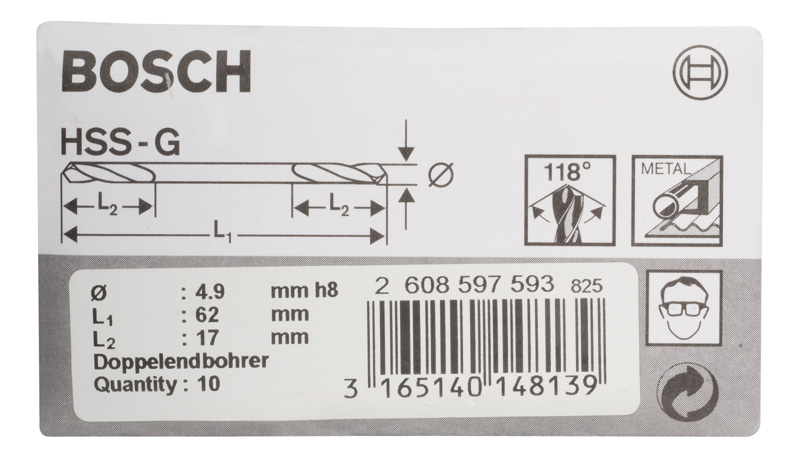 BOSCH
HSS-G
L2
L2
L1
Ø
118°
METAL
Ø : 4.9 mm h8
L1 : 62 mm
L2 : 17 mm
Doppelendbohrer
Quantity : 10
2 608 597 593 825
3 165140 148139